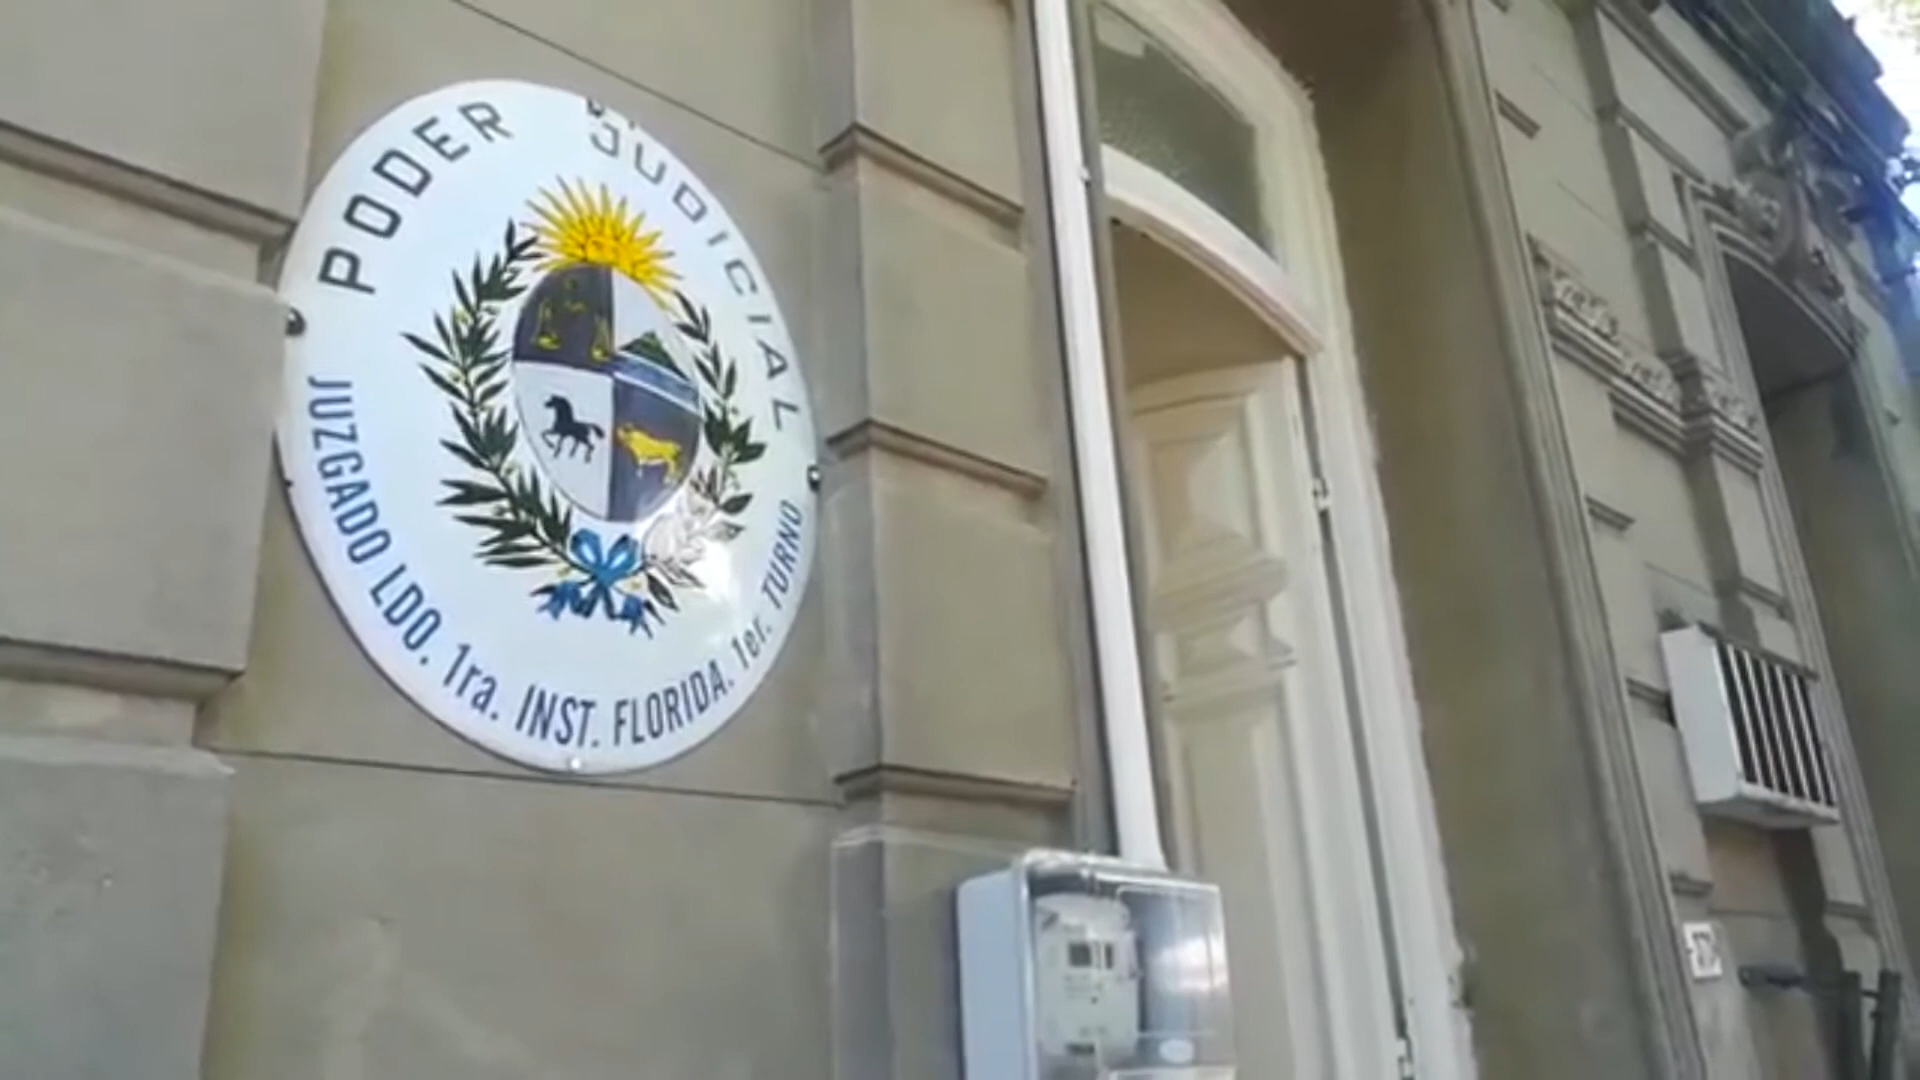 PODER JUDICIAL
JUZGADO LDO. 1ra. INST. FLORIDA. 1er. TURNO